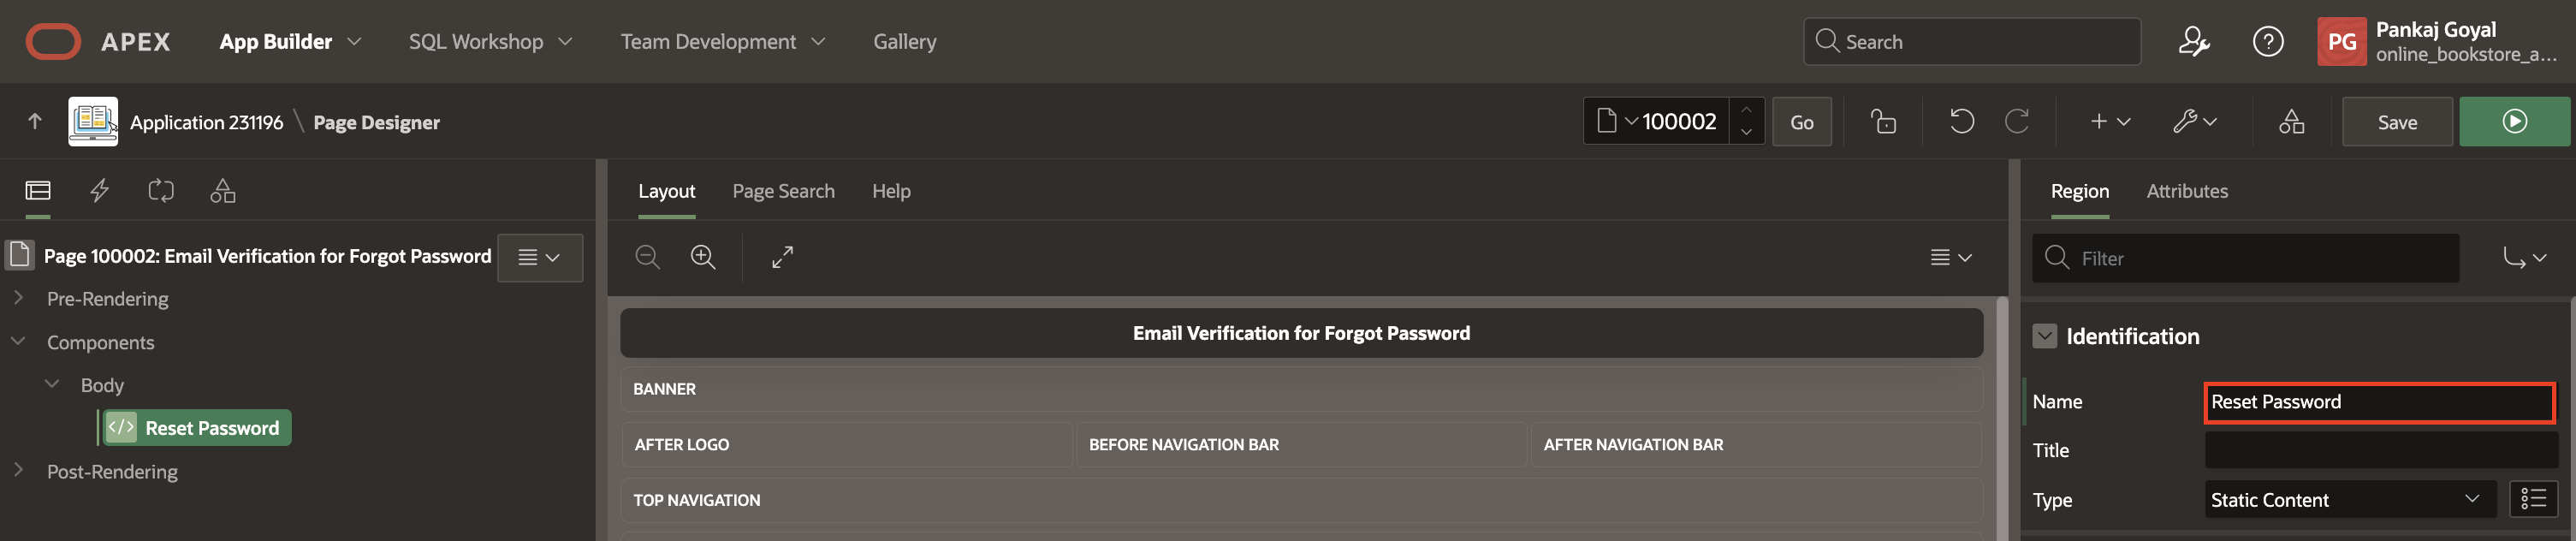 APEX App Builder SQL Workshop Team Development Gallery Search PG Pankaj Goyal
online_bookstore_a...
Application 231196 \ Page Designer 100002 Go Save
Layout Page Search Help Region Attributes
Page 100002: Email Verification for Forgot Password Filter
Pre-Rendering
Components
Body
Reset Password
Post-Rendering
Email Verification for Forgot Password
BANNER
AFTER LOGO BEFORE NAVIGATION BAR AFTER NAVIGATION BAR
TOP NAVIGATION
Identification
Name Reset Password
Title
Type Static Content